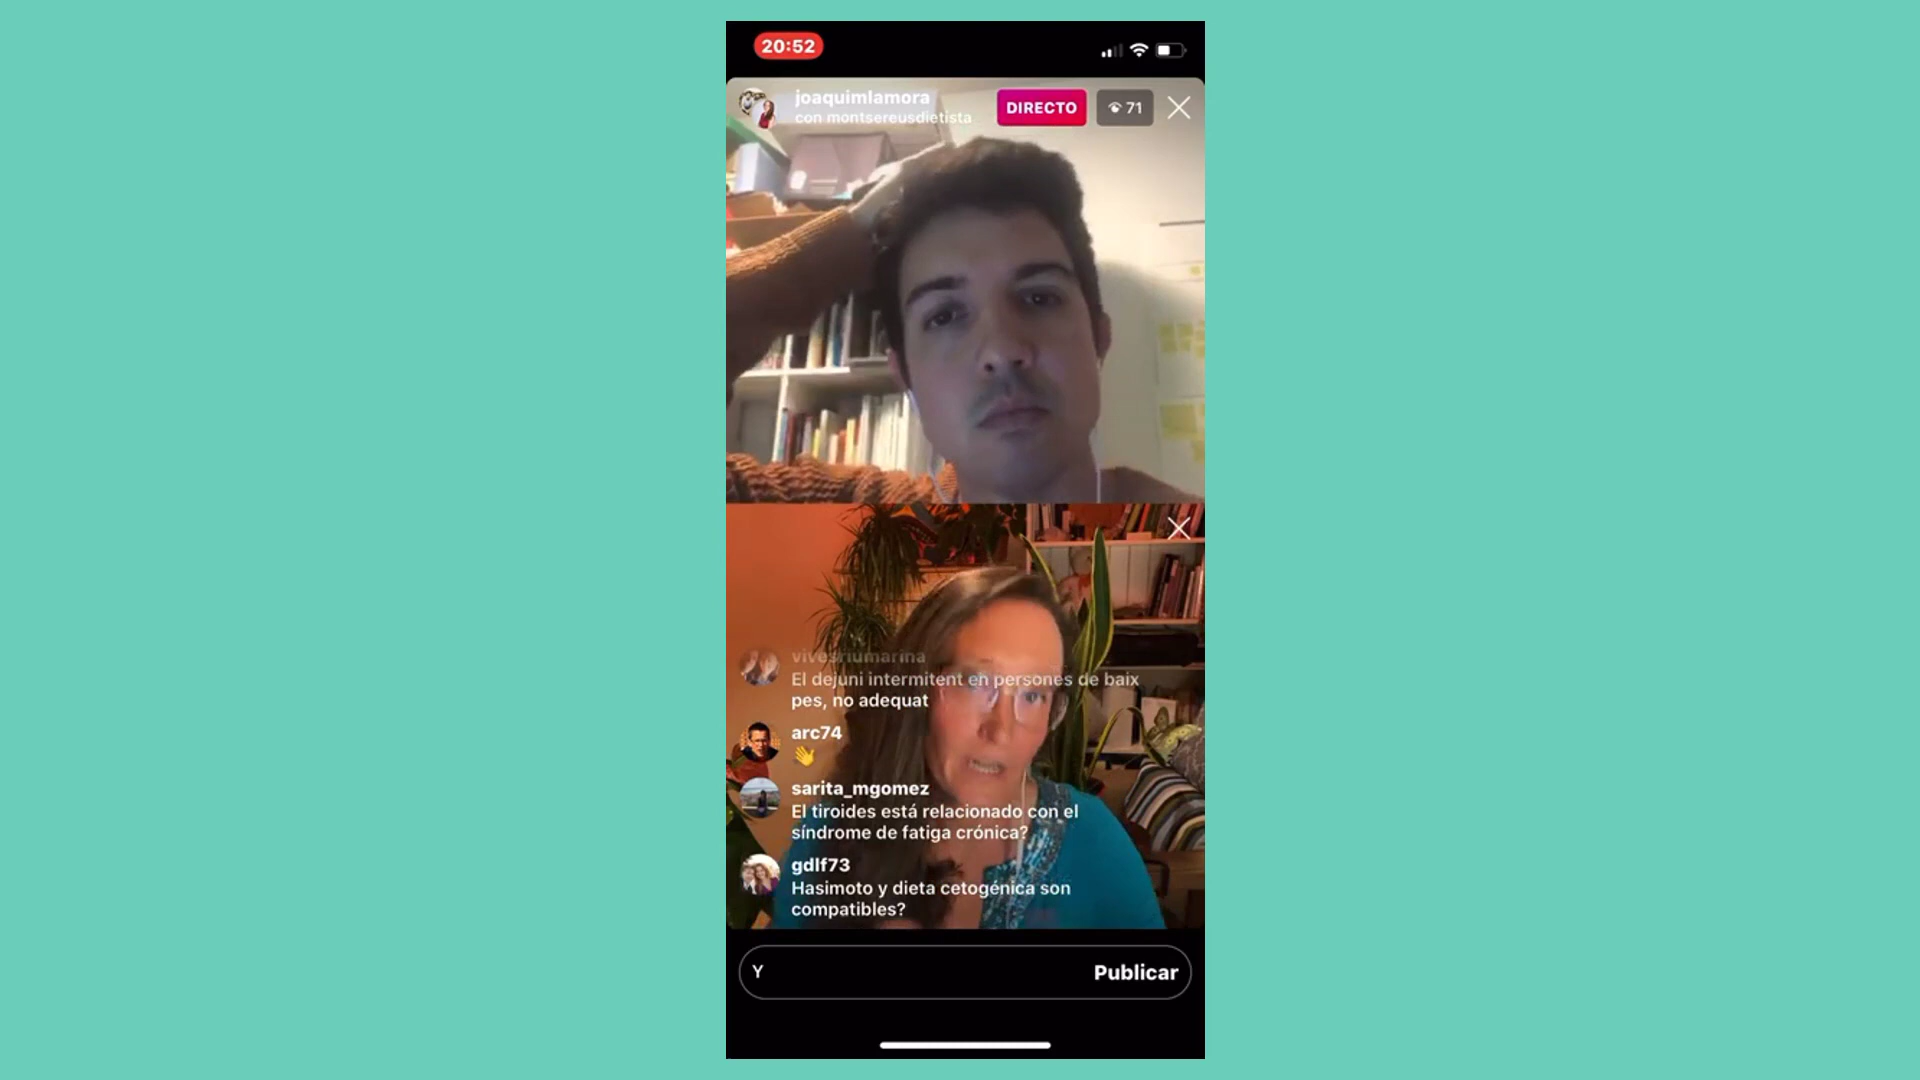 20:52
joaquimlamora
con montsereusdietista
DIRECTO
71
vivesriumarina
El dejuni intermitent en persones de baix
pes, no adequat
arc74
sarita_mgomez
El tiroides está relacionado con el
síndrome de fatiga crónica?
gdlf73
Hasimoto y dieta cetogénica son
compatibles?
Y
Publicar